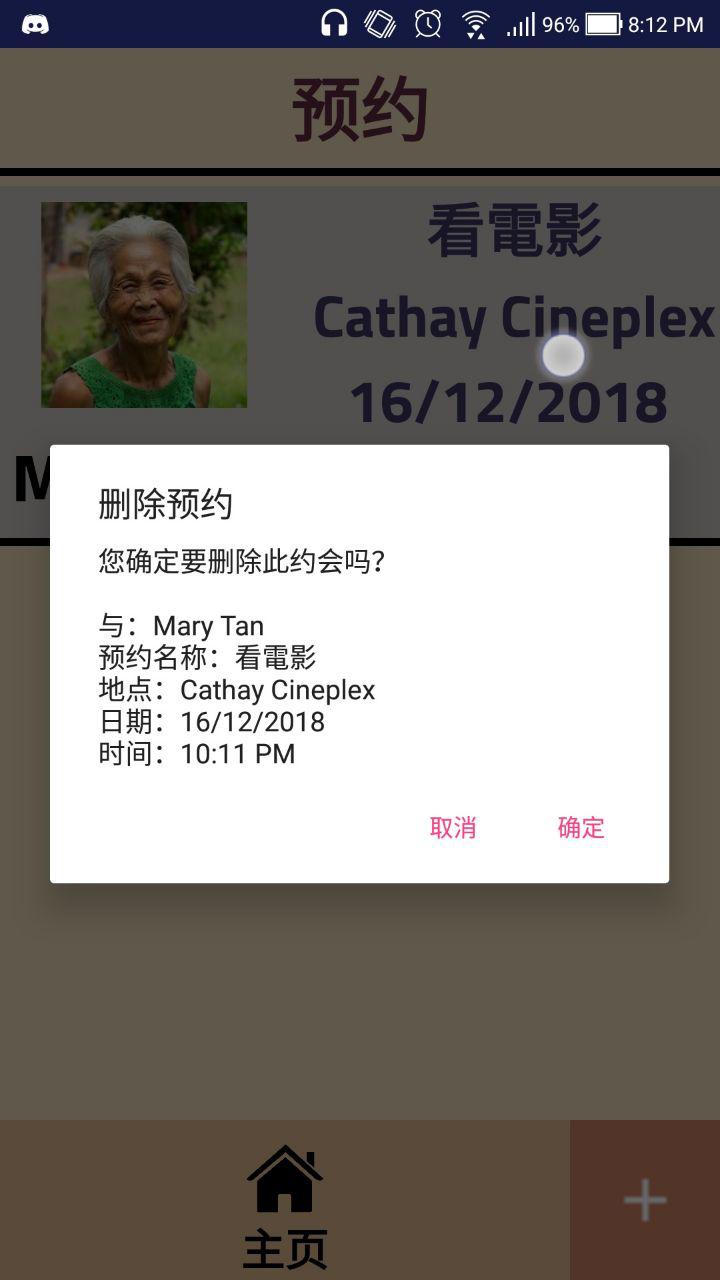 96% 8:12 PM
预约
看電影
Cathay Cineplex
16/12/2018
删除预约
您确定要删除此约会吗?
与：Mary Tan
预约名称：看電影
地点：Cathay Cineplex
日期：16/12/2018
时间：10:11 PM
取消 确定
主页